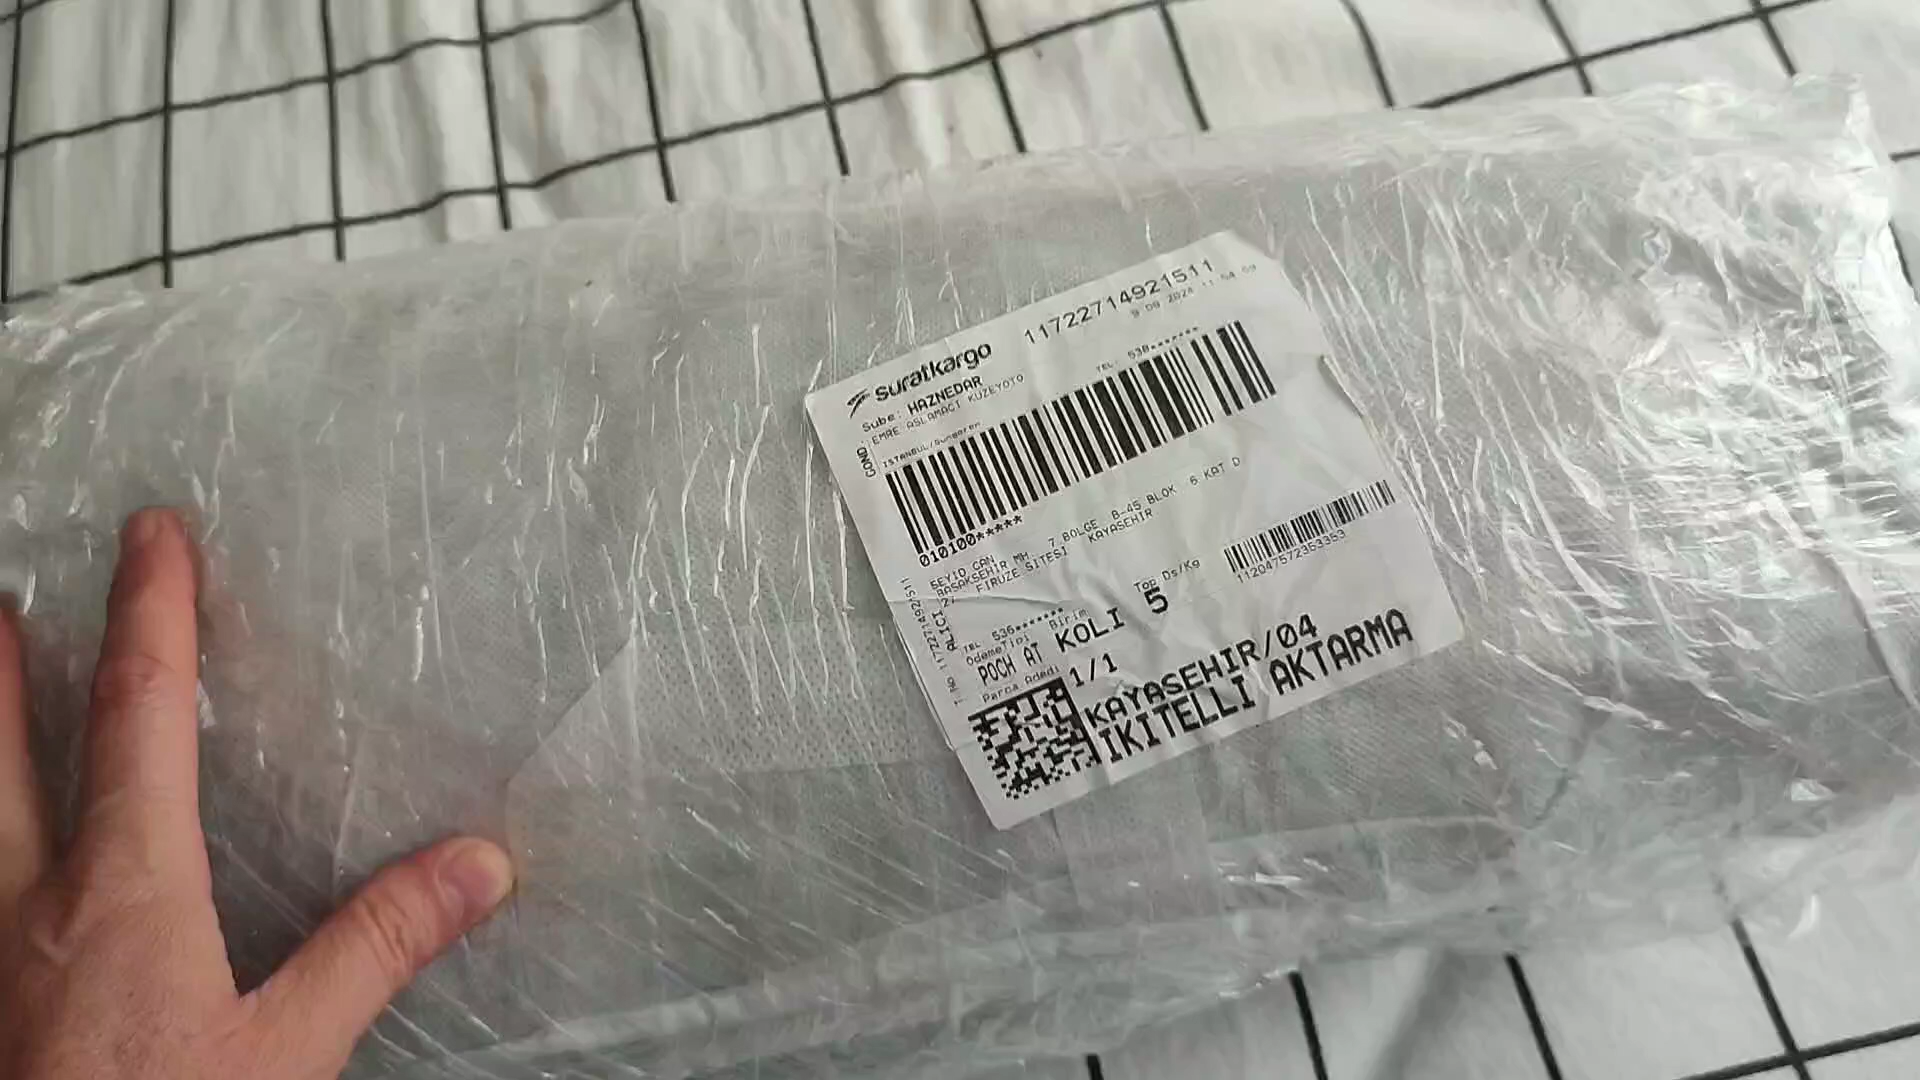 suratkargo 11722714921511
9 09 2024 11 54 09
Sube: HAZNEDAR TEL: 538*******
EMRE ASLAMACI KUZEYOTO
GOND.
ISTANBUL/Gungoren
010100*****
SEYID CAN
BASAKSEHIR MH 7 BOLGE B-45 BLOK 6 KAT D
FIRUZE SITESI KAYASEHIR
ALICI
TEL 536*******
OdemeTipi Birim Top Ds/Kg
POCH AT KOLI 5
112047572353353
Parca Adedi 1/1
KAYASEHIR/04
IKITELLI AKTARMA